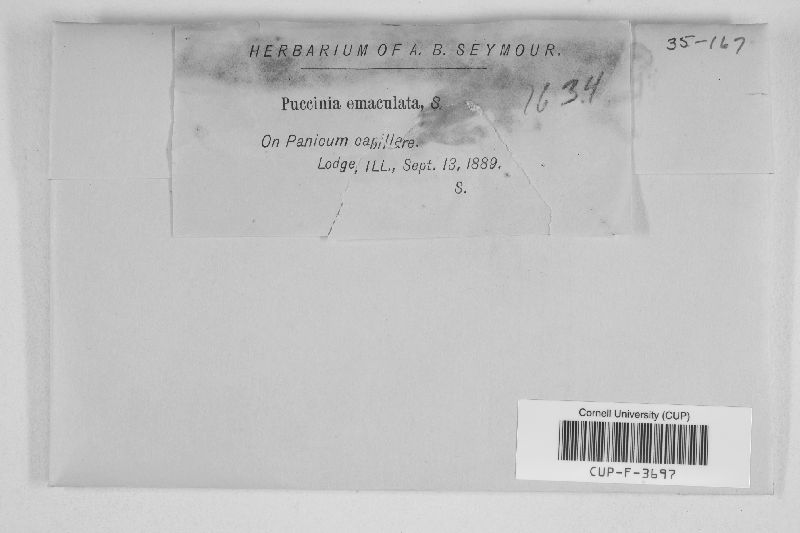 HERBARIUM OF A. B. SEYMOUR.
35-167
1634
Puccinia emaculata, S.
On Panicum capillare.
Lodge, ILL., Sept. 13, 1889.
S.
Cornell University (CUP)
CUP-F-3697